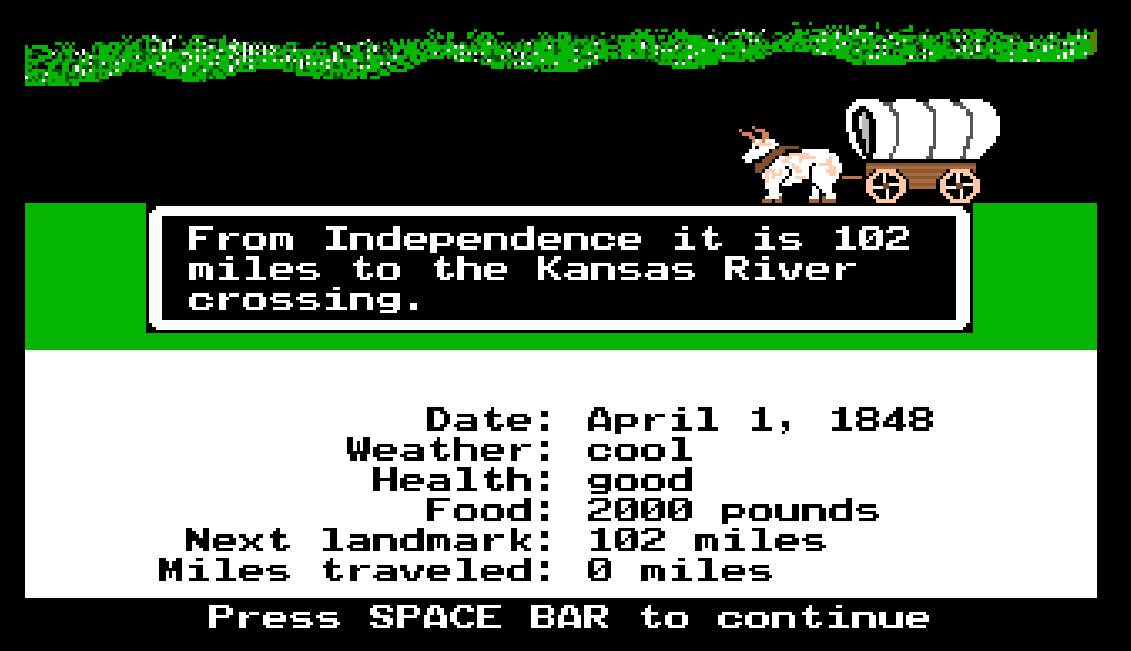 From Independence it is 102
miles to the Kansas River
crossing.
Date: April 1, 1848
Weather: cool
Health: good
Food: 2000 pounds
Next landmark: 102 miles
Miles traveled: 0 miles
Press SPACE BAR to continue